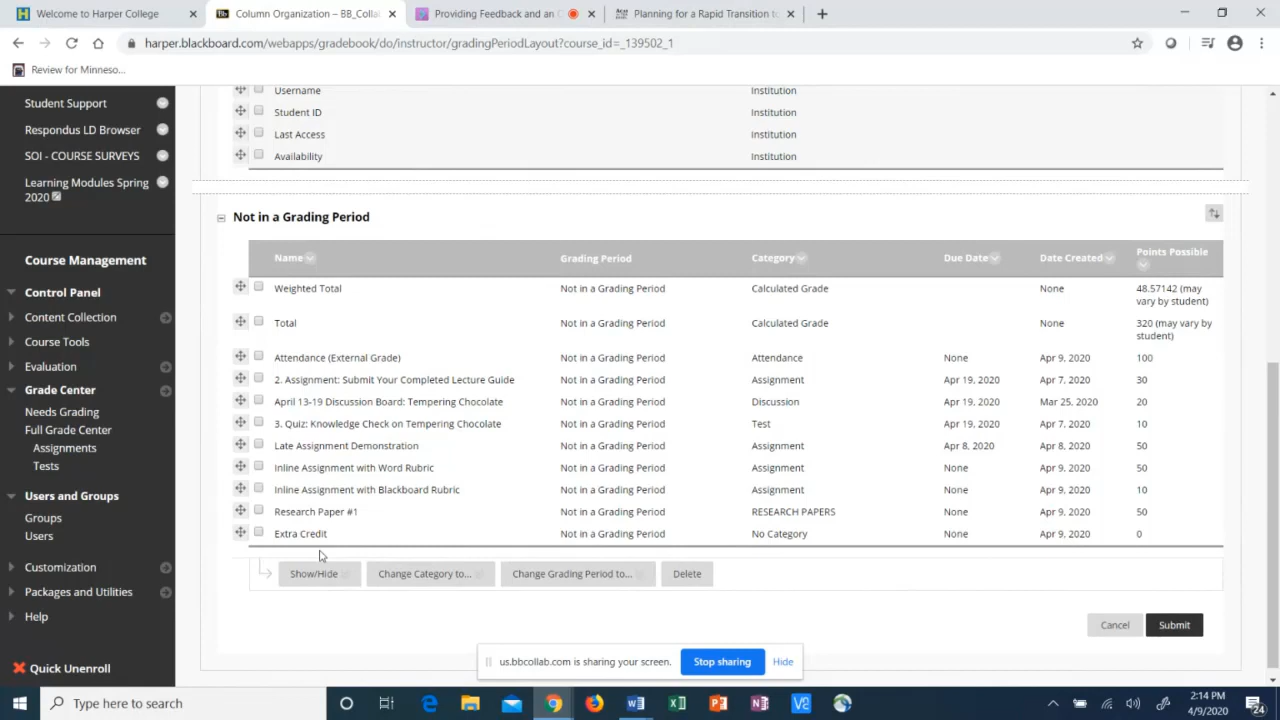 Welcome to Harper College
Column Organization – BB_Colla
Providing Feedback and an
Planning for a Rapid Transition to
harper.blackboard.com/webapps/gradebook/do/instructor/gradingPeriodLayout?course_id=_139502_1
Review for Minneso...
Student Support
Respondus LD Browser
SOI - COURSE SURVEYS
Learning Modules Spring
2020
Course Management
Control Panel
Content Collection
Course Tools
Evaluation
Grade Center
Needs Grading
Full Grade Center
Assignments
Tests
Users and Groups
Groups
Users
Customization
Packages and Utilities
Help
Quick Unenroll
Username Institution
Student ID Institution
Last Access Institution
Availability Institution
Not in a Grading Period
Name Grading Period Category Due Date Date Created Points Possible
Weighted Total Not in a Grading Period Calculated Grade None 48.57142 (may
vary by student)
Total Not in a Grading Period Calculated Grade None 320 (may vary by
student)
Attendance (External Grade) Not in a Grading Period Attendance None Apr 9, 2020 100
2. Assignment: Submit Your Completed Lecture Guide Not in a Grading Period Assignment Apr 19, 2020 Apr 7, 2020 30
April 13-19 Discussion Board: Tempering Chocolate Not in a Grading Period Discussion Apr 19, 2020 Mar 25, 2020 20
3. Quiz: Knowledge Check on Tempering Chocolate Not in a Grading Period Test Apr 19, 2020 Apr 7, 2020 10
Late Assignment Demonstration Not in a Grading Period Assignment Apr 8, 2020 Apr 8, 2020 50
Inline Assignment with Word Rubric Not in a Grading Period Assignment None Apr 9, 2020 50
Inline Assignment with Blackboard Rubric Not in a Grading Period Assignment None Apr 9, 2020 10
Research Paper #1 Not in a Grading Period RESEARCH PAPERS None Apr 9, 2020 50
Extra Credit Not in a Grading Period No Category None Apr 9, 2020 0
Show/Hide Change Category to... Change Grading Period to... Delete
Cancel Submit
us.bbcollab.com is sharing your screen. Stop sharing Hide
Type here to search
2:14 PM
4/9/2020
24